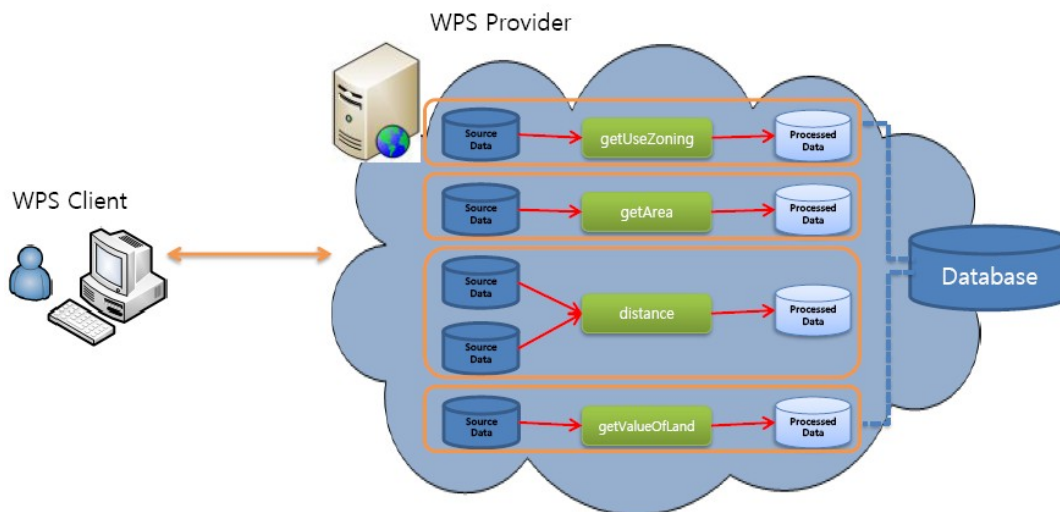 WPS Provider
Source
Data
getUseZoning
Processed
Data
WPS Client
Source
Data
getArea
Processed
Data
Source
Data
Source
Data
distance
Processed
Data
Database
Source
Data
getValueOfLand
Processed
Data